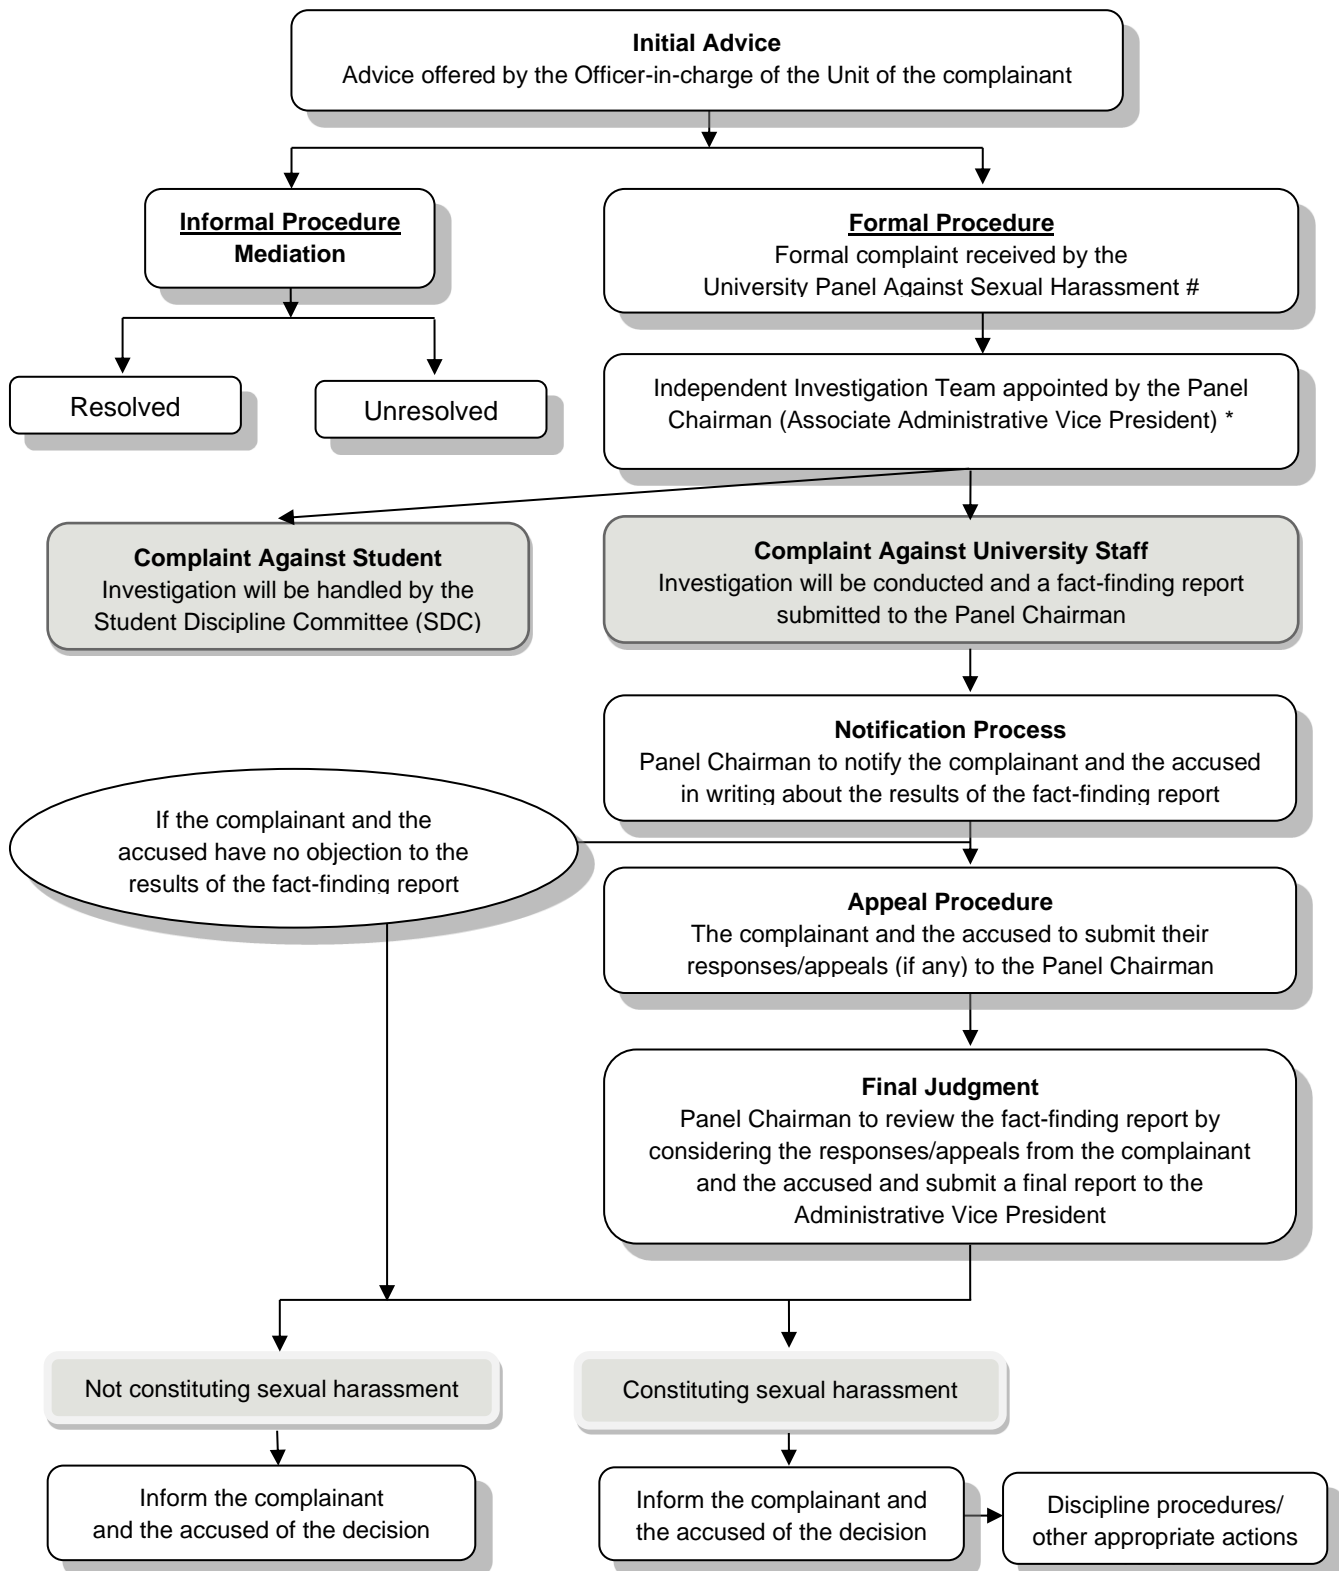 Initial Advice
Advice offered by the Officer-in-charge of the Unit of the complainant
Informal Procedure
Mediation
Formal Procedure
Formal complaint received by the
University Panel Against Sexual Harassment #
Resolved
Unresolved
Independent Investigation Team appointed by the Panel
Chairman (Associate Administrative Vice President) *
Complaint Against Student
Investigation will be handled by the
Student Discipline Committee (SDC)
Complaint Against University Staff
Investigation will be conducted and a fact-finding report
submitted to the Panel Chairman
Notification Process
Panel Chairman to notify the complainant and the accused
in writing about the results of the fact-finding report
If the complainant and the
accused have no objection to the
results of the fact-finding report
Appeal Procedure
The complainant and the accused to submit their
responses/appeals (if any) to the Panel Chairman
Final Judgment
Panel Chairman to review the fact-finding report by
considering the responses/appeals from the complainant
and the accused and submit a final report to the
Administrative Vice President
Not constituting sexual harassment
Constituting sexual harassment
Inform the complainant
and the accused of the decision
Inform the complainant and
the accused of the decision
Discipline procedures/
other appropriate actions